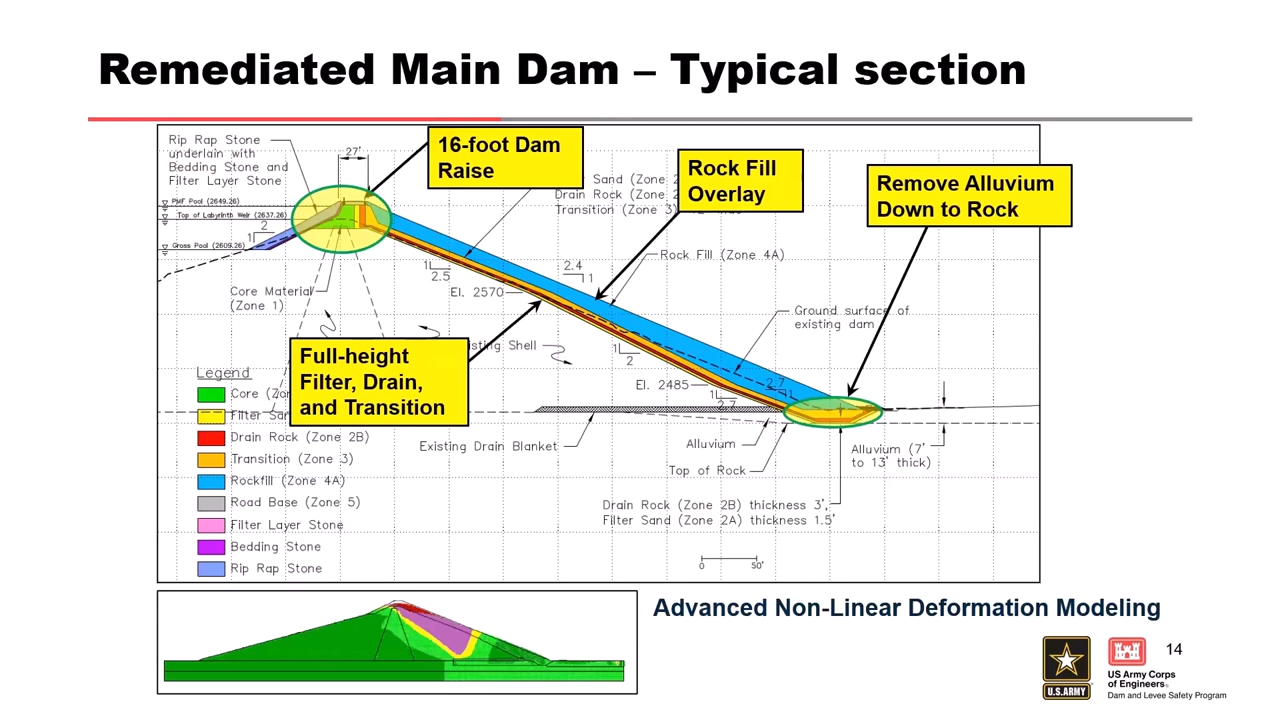 Remediated Main Dam – Typical section
Rip Rap Stone
underlain with
Bedding Stone and
Filter Layer Stone
27'
16-foot Dam
Raise
Sand (Zone 2
Drain Rock (Zone 2
Transition (Zone 3)
Rock Fill
Overlay
Remove Alluvium
Down to Rock
PMF Pool (2649.26)
Top of Labyrinth Weir (2637.26)
Gross Pool (2609.26)
2
1
1
2.5
2.4
1
Rock Fill (Zone 4A)
Core Material
(Zone 1)
El. 2570
Ground surface of
existing dam
Full-height
Filter, Drain,
and Transition
isting Shell
1
2
El. 2485
2.7
1
1
2.7
Legend
Core (Zon
Filter San
Drain Rock (Zone 2B)
Transition (Zone 3)
Rockfill (Zone 4A)
Road Base (Zone 5)
Filter Layer Stone
Bedding Stone
Rip Rap Stone
Existing Drain Blanket
Alluvium
Top of Rock
Alluvium (7'
to 13' thick)
Drain Rock (Zone 2B) thickness 3',
Filter Sand (Zone 2A) thickness 1.5'
0
50'
Advanced Non-Linear Deformation Modeling
U.S.ARMY
US Army Corps
of Engineers®
Dam and Levee Safety Program
14